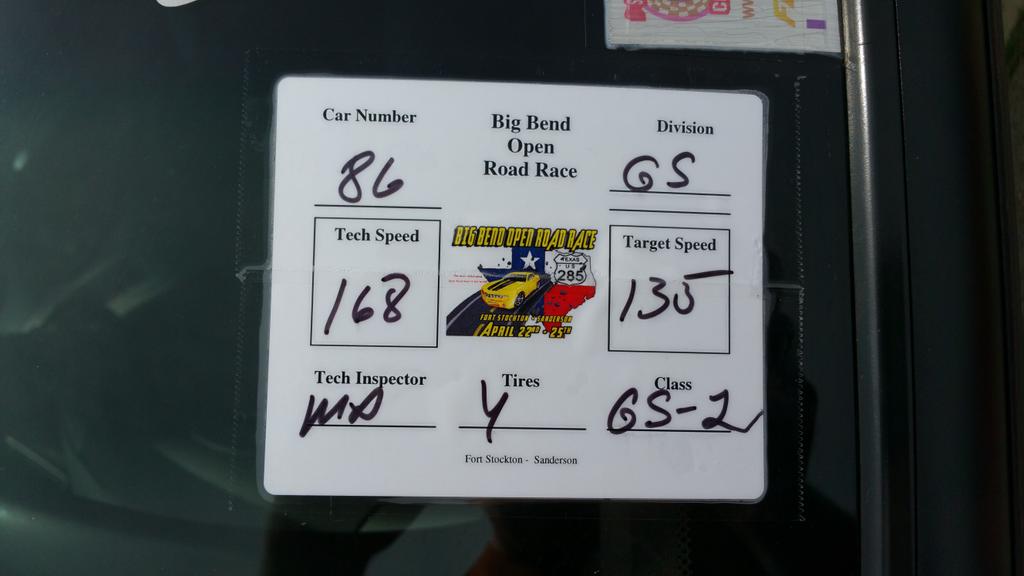 Car Number
86
Big Bend
Open
Road Race
Division
GS
Tech Speed
168
BIG BEND OPEN ROAD RACE
TEXAS
U S
285
FORT STOCKTON - SANDERSON
APRIL 22ND - 25TH
Target Speed
135
Tech Inspector
Tires
Y
Class
GS-2
Fort Stockton - Sanderson